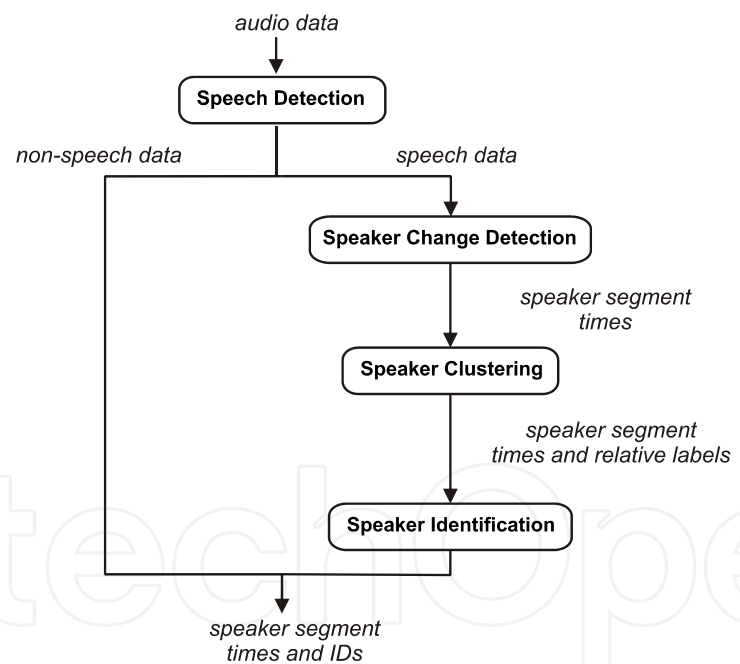 audio data
Speech Detection
non-speech data
speech data
Speaker Change Detection
speaker segment
times
Speaker Clustering
speaker segment
times and relative labels
Speaker Identification
speaker segment
times and IDs
techOpe